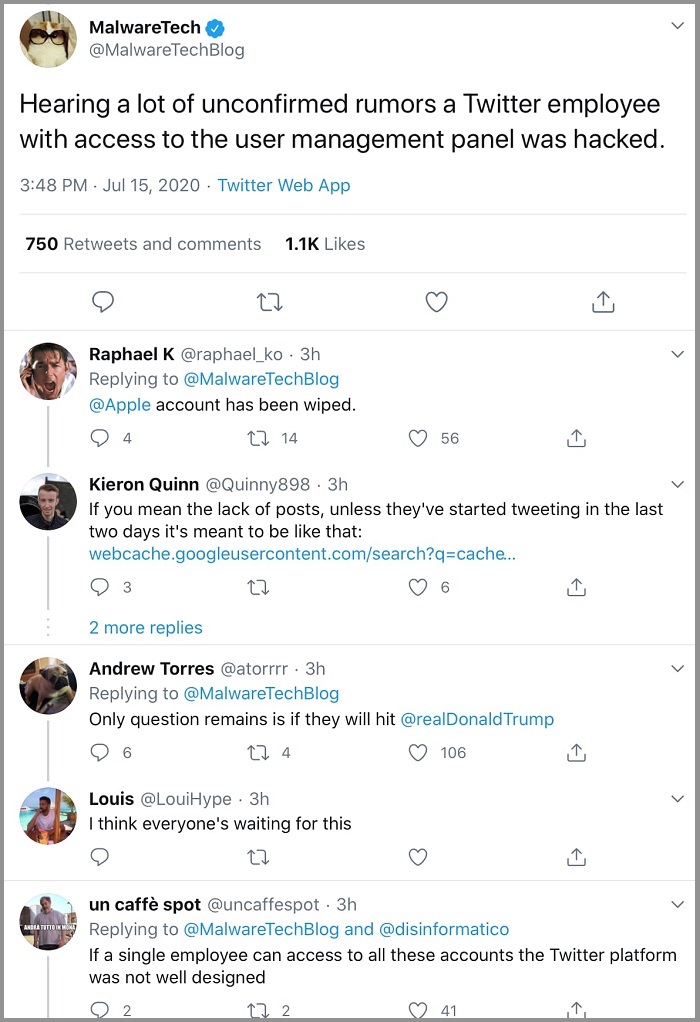 MalwareTech
@MalwareTechBlog
Hearing a lot of unconfirmed rumors a Twitter employee
with access to the user management panel was hacked.
3:48 PM · Jul 15, 2020 · Twitter Web App
750 Retweets and comments 1.1K Likes
Raphael K @raphael_ko · 3h
Replying to @MalwareTechBlog
@Apple account has been wiped.
4 14 56
Kieron Quinn @Quinny898 · 3h
If you mean the lack of posts, unless they've started tweeting in the last
two days it's meant to be like that:
webcache.googleusercontent.com/search?q=cache...
3 6
2 more replies
Andrew Torres @atorrrr · 3h
Replying to @MalwareTechBlog
Only question remains is if they will hit @realDonaldTrump
6 4 106
Louis @LouiHype · 3h
I think everyone's waiting for this
un caffè spot @uncaffespot · 3h
Replying to @MalwareTechBlog and @disinformatico
ANDRÀ TUTTO IN MONA
If a single employee can access to all these accounts the Twitter platform
was not well designed
2 2 41